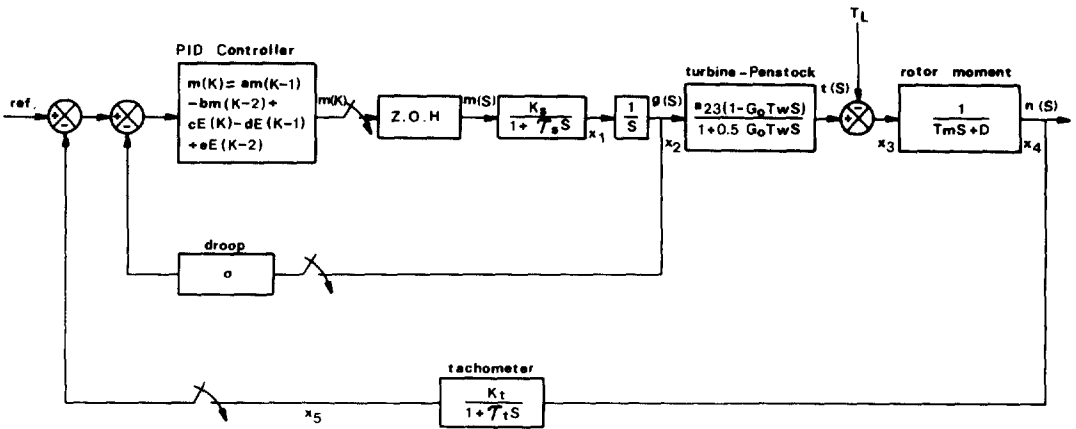 T_L
PID Controller
turbine-Penstock
t(S)
rotor moment
ref.
m(K) = am(K-1)
-bm(K-2)+
cE(K)-dE(K-1)
+eE(K-2)
m(K)
Z.O.H
m(S)
K_s
1+ τ_s S
x_1
1
S
g(S)
x_2
a23(1-G_oTwS)
1+0.5 G_oTwS
x_3
1
TmS+D
n(S)
x_4
droop
σ
tachometer
K_t
1+ τ_t S
x_5